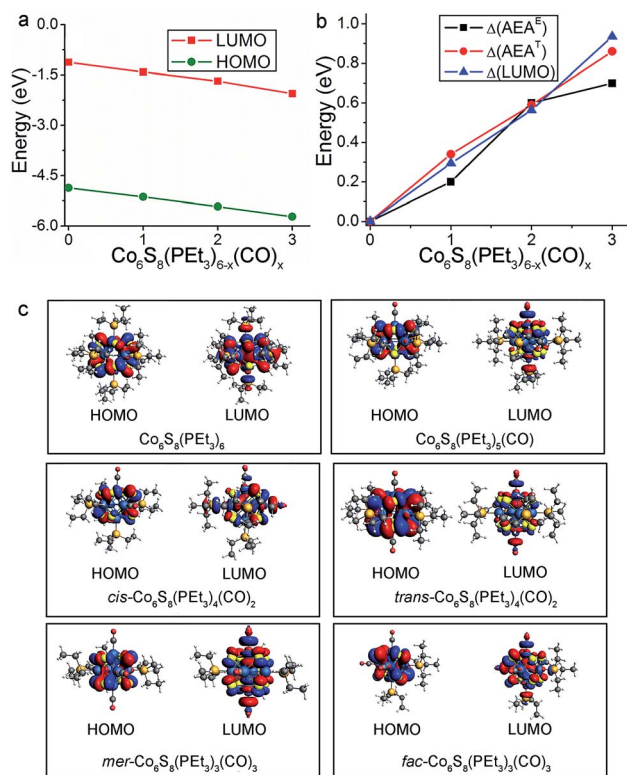 a
0.0
-1.5
-3.0
-4.5
-6.0
Energy (eV)
LUMO
HOMO
0 1 2 3
Co₆S₈(PEt₃)₆₋ₓ(CO)ₓ
b
1.0
0.8
0.6
0.4
0.2
0.0
Energy (eV)
Δ(AEAᴱ)
Δ(AEAᵀ)
Δ(LUMO)
0 1 2 3
Co₆S₈(PEt₃)₆₋ₓ(CO)ₓ
c
HOMO LUMO
Co₆S₈(PEt₃)₆
HOMO LUMO
Co₆S₈(PEt₃)₅(CO)
HOMO LUMO
cis-Co₆S₈(PEt₃)₄(CO)₂
HOMO LUMO
trans-Co₆S₈(PEt₃)₄(CO)₂
HOMO LUMO
mer-Co₆S₈(PEt₃)₃(CO)₃
HOMO LUMO
fac-Co₆S₈(PEt₃)₃(CO)₃